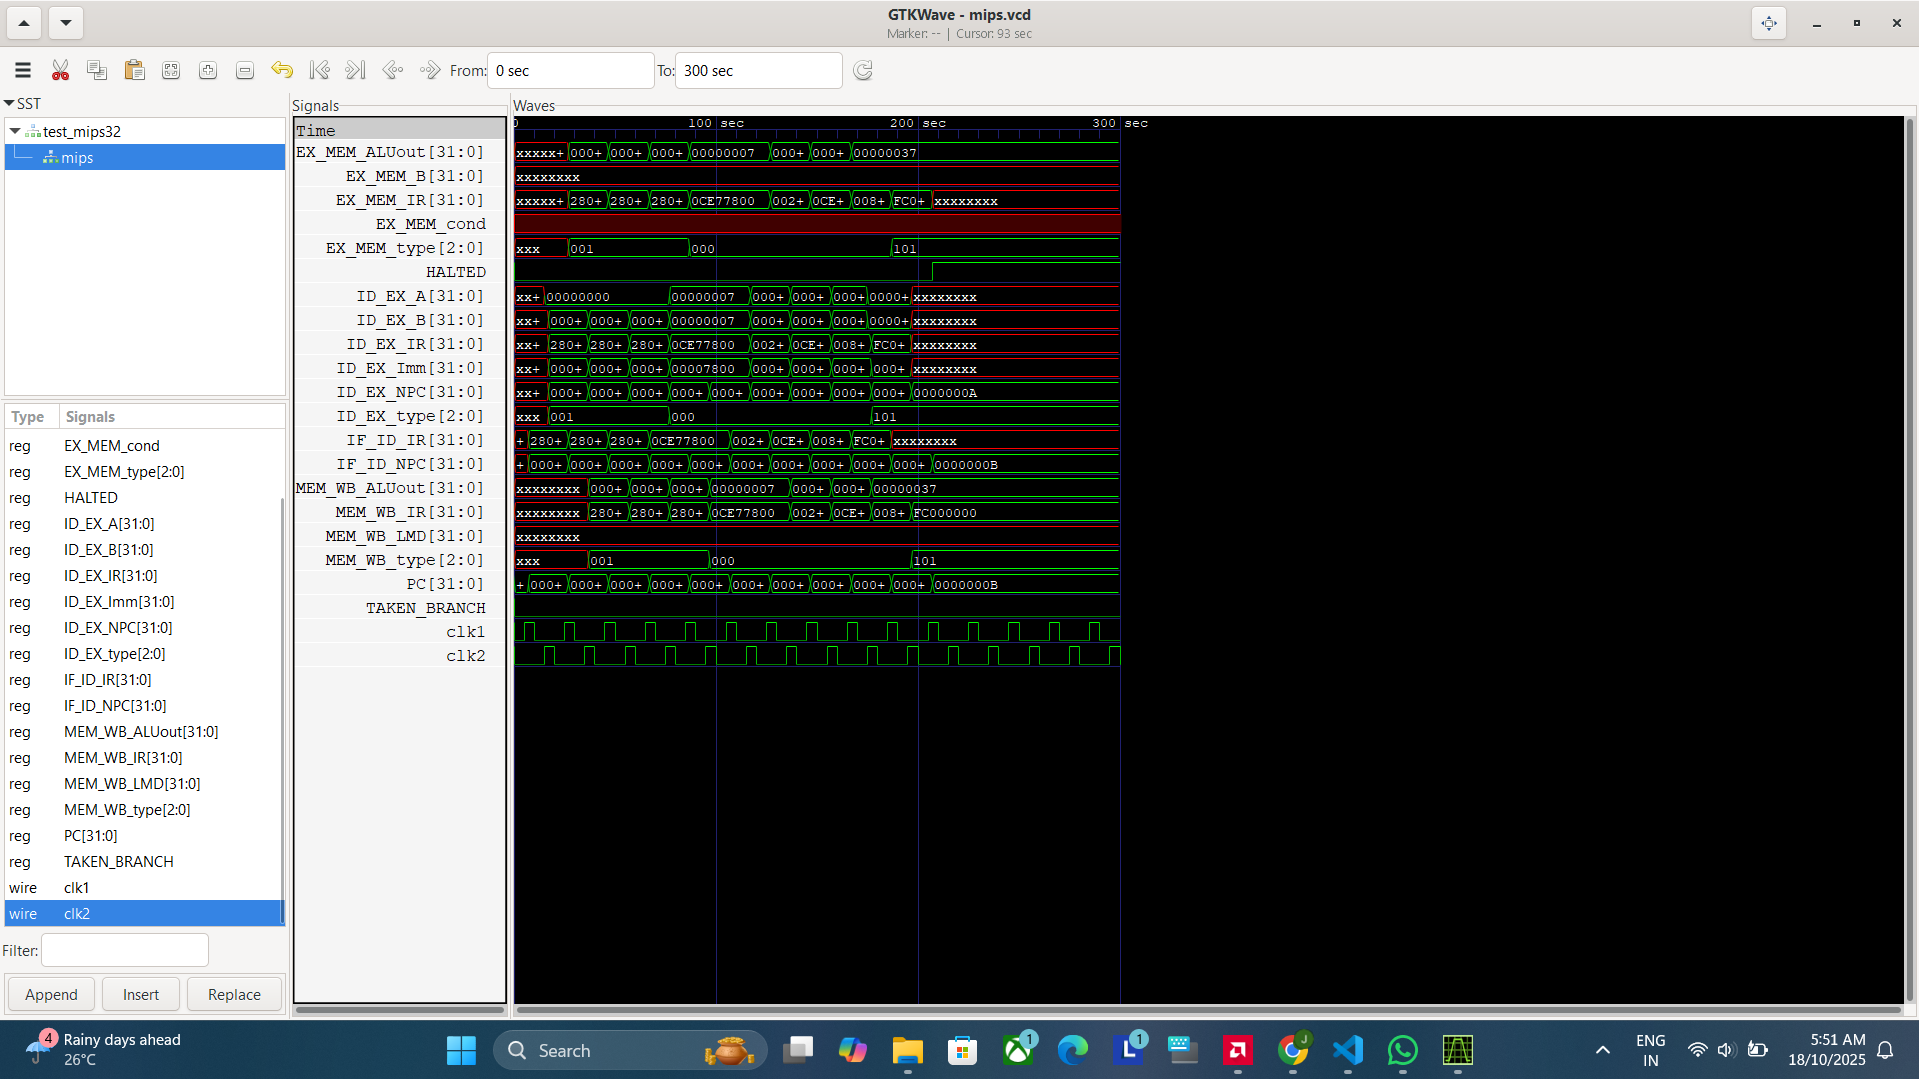 GTKWave - mips.vcd
Marker: -- | Cursor: 93 sec
From: 0 sec To: 300 sec
SST
test_mips32
mips
Type Signals
reg EX_MEM_cond
reg EX_MEM_type[2:0]
reg HALTED
reg ID_EX_A[31:0]
reg ID_EX_B[31:0]
reg ID_EX_IR[31:0]
reg ID_EX_Imm[31:0]
reg ID_EX_NPC[31:0]
reg ID_EX_type[2:0]
reg IF_ID_IR[31:0]
reg IF_ID_NPC[31:0]
reg MEM_WB_ALUout[31:0]
reg MEM_WB_IR[31:0]
reg MEM_WB_LMD[31:0]
reg MEM_WB_type[2:0]
reg PC[31:0]
reg TAKEN_BRANCH
wire clk1
wire clk2
Filter:
Append Insert Replace
Signals
Waves
Time 0 100 sec 200 sec 300 sec
EX_MEM_ALUout[31:0] xxxxx+ 000+ 000+ 000+ 00000007 000+ 000+ 00000037
EX_MEM_B[31:0] xxxxxxxx
EX_MEM_IR[31:0] xxxxx+ 280+ 280+ 280+ 0CE77800 002+ 0CE+ 008+ FC0+ xxxxxxxx
EX_MEM_cond
EX_MEM_type[2:0] xxx 001 000 101
HALTED
ID_EX_A[31:0] xx+ 00000000 00000007 000+ 000+ 000+ 0000+ xxxxxxxx
ID_EX_B[31:0] xx+ 000+ 000+ 000+ 00000007 000+ 000+ 000+ 0000+ xxxxxxxx
ID_EX_IR[31:0] xx+ 280+ 280+ 280+ 0CE77800 002+ 0CE+ 008+ FC0+ xxxxxxxx
ID_EX_Imm[31:0] xx+ 000+ 000+ 000+ 00007800 000+ 000+ 000+ 000+ xxxxxxxx
ID_EX_NPC[31:0] xx+ 000+ 000+ 000+ 000+ 000+ 000+ 000+ 000+ 000+ 0000000A
ID_EX_type[2:0] xxx 001 000 101
IF_ID_IR[31:0] + 280+ 280+ 280+ 0CE77800 002+ 0CE+ 008+ FC0+ xxxxxxxx
IF_ID_NPC[31:0] + 000+ 000+ 000+ 000+ 000+ 000+ 000+ 000+ 000+ 000+ 0000000B
MEM_WB_ALUout[31:0] xxxxxxxx 000+ 000+ 000+ 00000007 000+ 000+ 00000037
MEM_WB_IR[31:0] xxxxxxxx 280+ 280+ 280+ 0CE77800 002+ 0CE+ 008+ FC000000
MEM_WB_LMD[31:0] xxxxxxxx
MEM_WB_type[2:0] xxx 001 000 101
PC[31:0] + 000+ 000+ 000+ 000+ 000+ 000+ 000+ 000+ 000+ 000+ 0000000B
TAKEN_BRANCH
clk1
clk2
4 Rainy days ahead
26°C
Search
1
L 1
J
ENG
IN
5:51 AM
18/10/2025